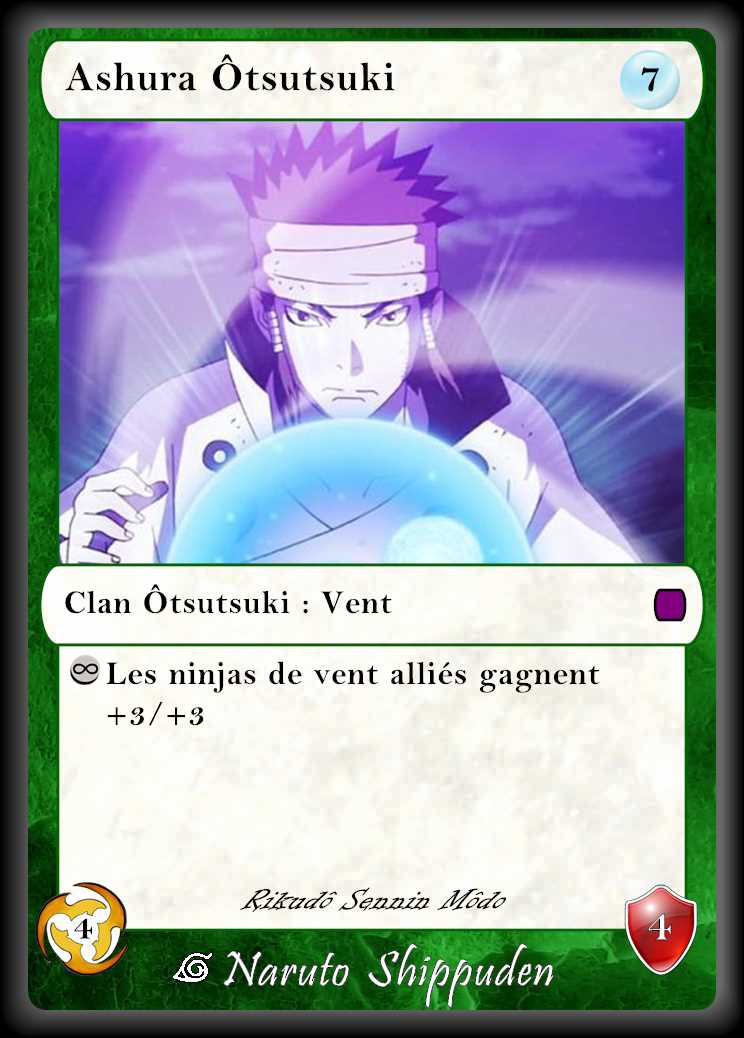 Ashura Ôtsutsuki
7
Clan Ôtsutsuki : Vent
∞ Les ninjas de vent alliés gagnent
+3/+3
Rikudô Sennin Môdo
4
4
Naruto Shippuden